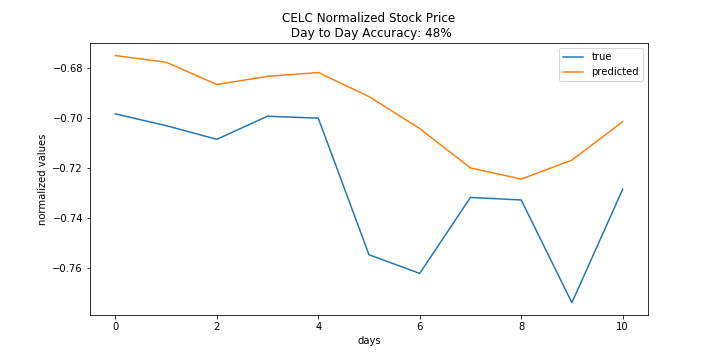 CELC Normalized Stock Price
Day to Day Accuracy: 48%
true
predicted
normalized values
−0.68
−0.70
−0.72
−0.74
−0.76
0
2
4
6
8
10
days